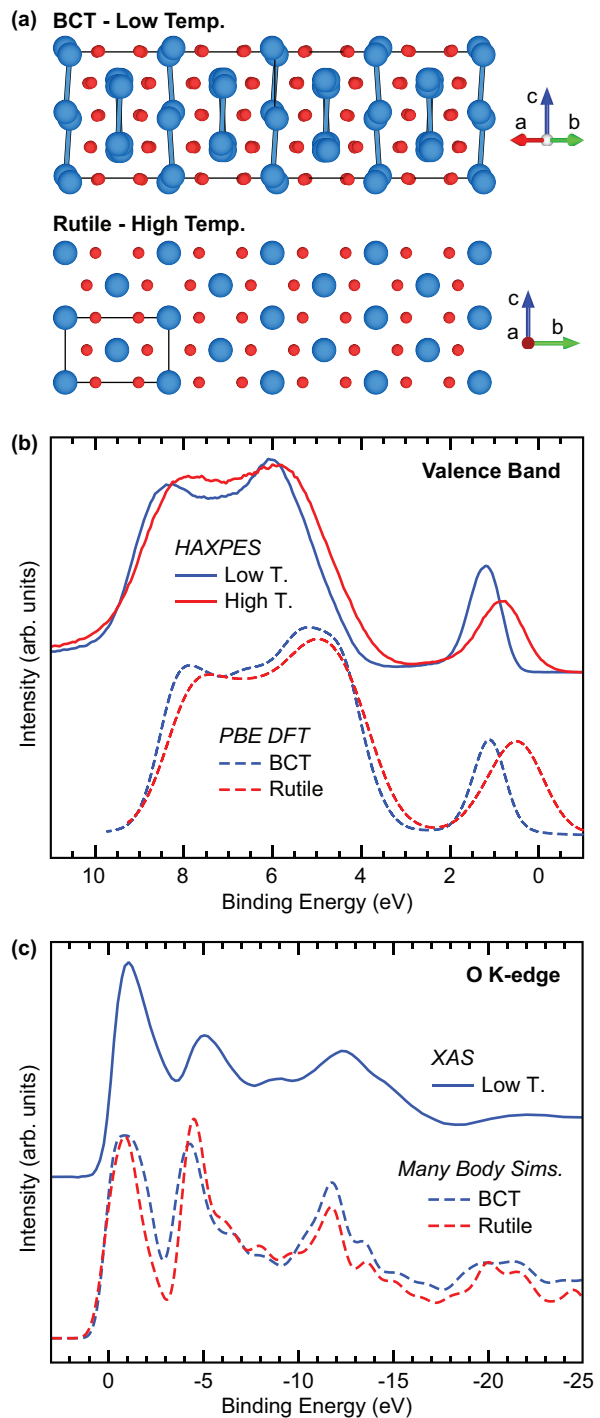 (a)
BCT - Low Temp.
c
a
b
Rutile - High Temp.
c
a
b
(b)
Valence Band
HAXPES
Low T.
High T.
PBE DFT
BCT
Rutile
Intensity (arb. units)
10 8 6 4 2 0
Binding Energy (eV)
(c)
O K-edge
XAS
Low T.
Many Body Sims.
BCT
Rutile
Intensity (arb. units)
0 -5 -10 -15 -20 -25
Binding Energy (eV)